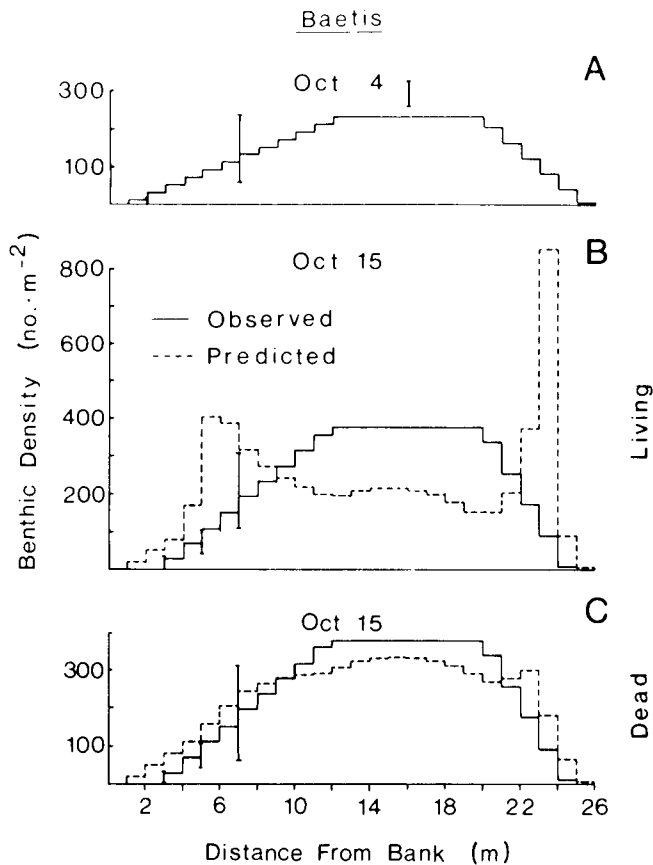 Baetis
Oct 4
A
300
100
Oct 15
B
800
600
400
200
Observed
Predicted
Living
Benthic Density (no.·m⁻²)
Oct 15
C
300
100
Dead
2 6 10 14 18 22 26
Distance From Bank (m)